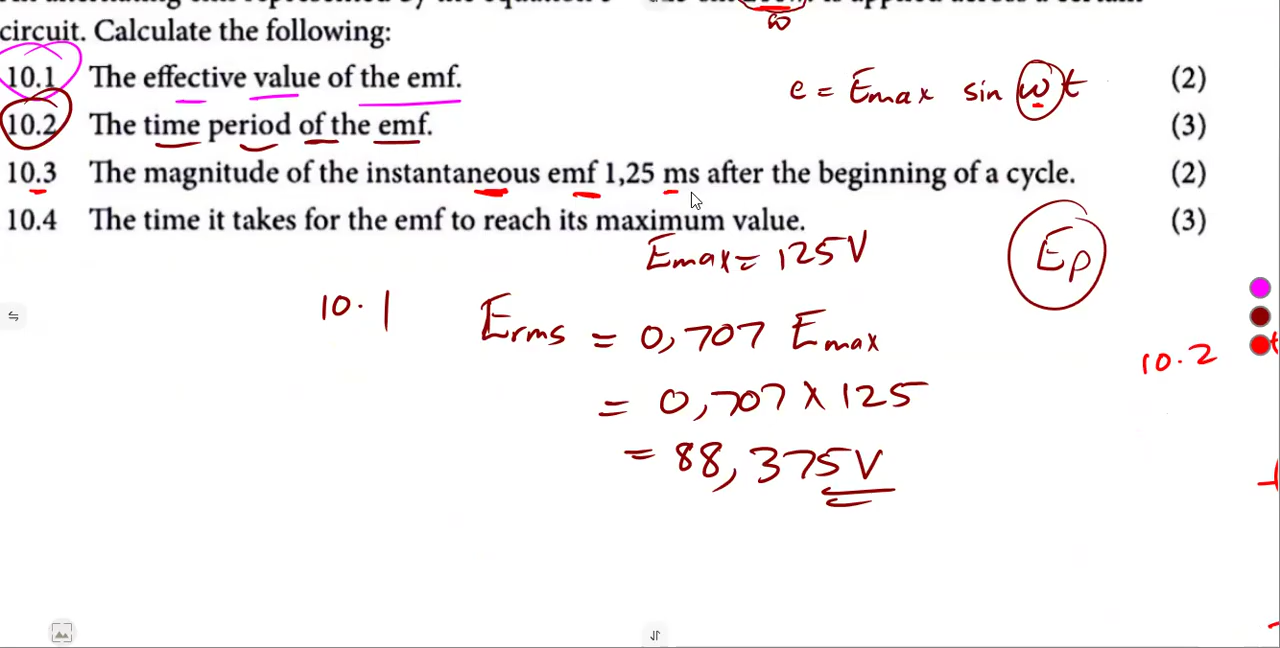 circuit. Calculate the following:
ω
10.1 The effective value of the emf. (2)
e = Emax sin ωt
10.2 The time period of the emf. (3)
10.3 The magnitude of the instantaneous emf 1,25 ms after the beginning of a cycle. (2)
10.4 The time it takes for the emf to reach its maximum value. (3)
Emax = 125V
Ep
10.1 Erms = 0,707 Emax
10.2
= 0,707 × 125
= 88,375V